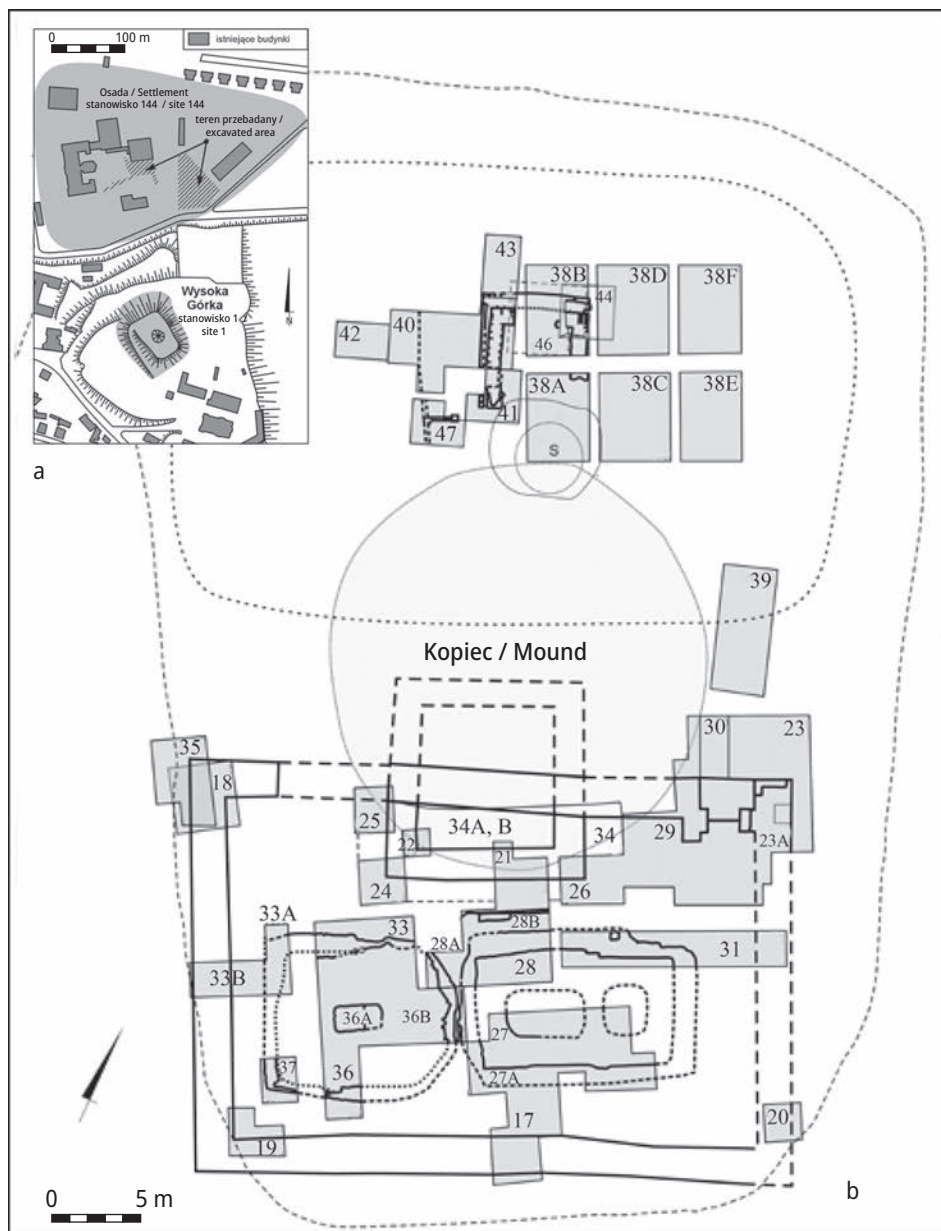 0 100 m
istniejące budynki
Osada / Settlement
stanowisko 144 / site 144
teren przebadany /
excavated area
Wysoka
Górka
stanowisko 1 /
site 1
N
a
43
38B
38D
38F
44
42
40
46
38A
38C
38E
41
47
S
39
Kopiec / Mound
30
23
35
18
25
34A, B
34
29
22
21
23A
24
26
33A
33
28A
28B
31
33B
28
36A
36B
27
37
36
27A
17
20
19
0 5 m
b